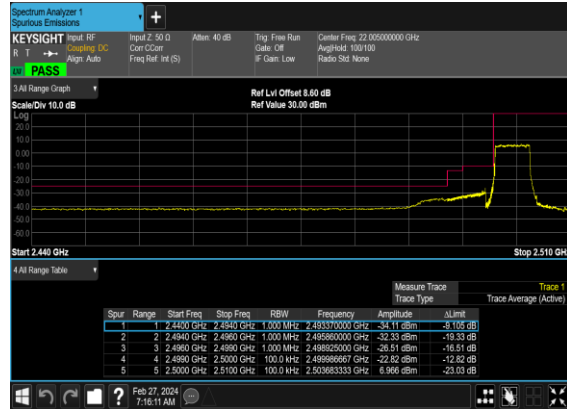 Spectrum Analyzer 1
Spurious Emissions
+
KEYSIGHT Input: RF Input Z: 50 Ω Atten: 40 dB Trig: Free Run Center Freq: 22.005000000 GHz
R T Coupling: DC Corr CCorr Gate: Off Avg|Hold: 100/100
Align: Auto Freq Ref: Int (S) IF Gain: Low Radio Std: None
PASS
3 All Range Graph
Ref Lvl Offset 8.60 dB
Scale/Div 10.0 dB Ref Value 30.00 dBm
Log
20.0
10.0
0.00
-10.0
-20.0
-30.0
-40.0
-50.0
-60.0
Start 2.440 GHz Stop 2.510 GH
4 All Range Table
Measure Trace Trace 1
Trace Type Trace Average (Active)
Spur Range Start Freq Stop Freq RBW Frequency Amplitude ΔLimit
1 1 2.4400 GHz 2.4940 GHz 1.000 MHz 2.493370000 GHz -34.11 dBm -9.105 dB
2 2 2.4940 GHz 2.4960 GHz 1.000 MHz 2.495860000 GHz -32.33 dBm -19.33 dB
3 3 2.4960 GHz 2.4990 GHz 1.000 MHz 2.498925000 GHz -26.51 dBm -16.51 dB
4 4 2.4990 GHz 2.5000 GHz 100.0 kHz 2.499986667 GHz -22.82 dBm -12.82 dB
5 5 2.5000 GHz 2.5100 GHz 100.0 kHz 2.503683333 GHz 6.966 dBm -23.03 dB
? Feb 27, 2024
7:16:11 AM